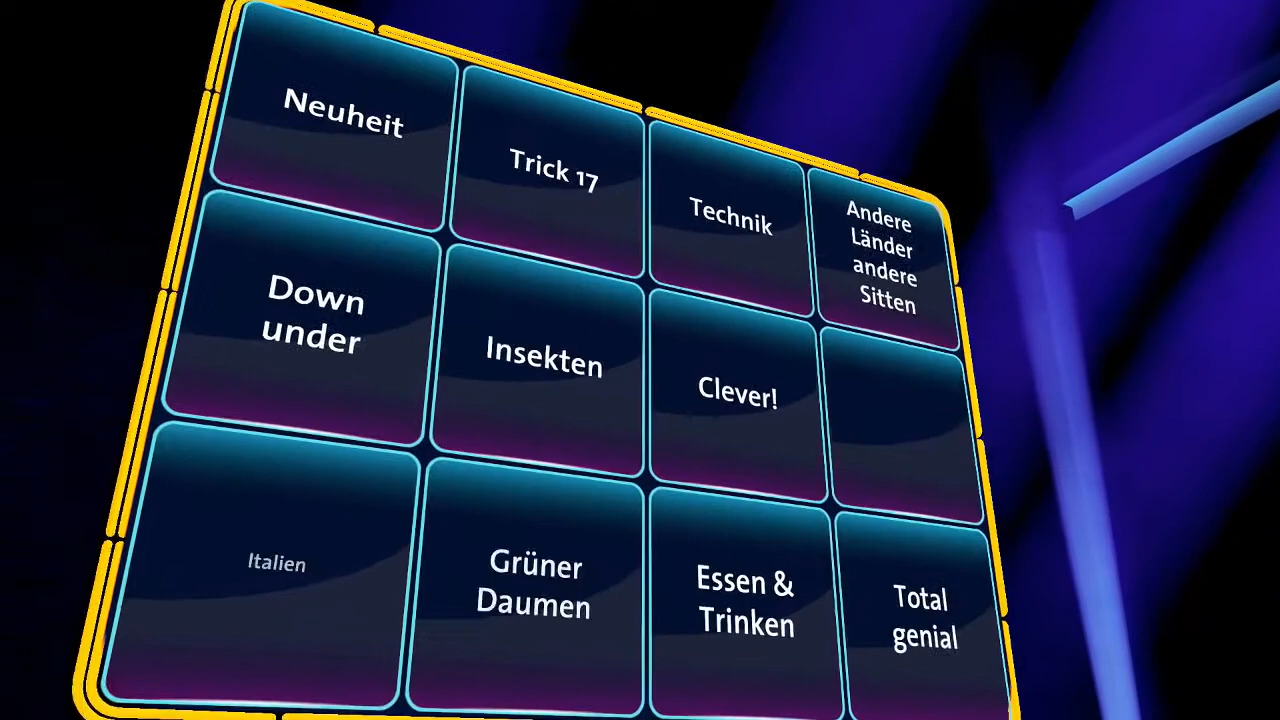 Neuheit
Trick 17
Technik
Andere
Länder
andere
Sitten
Down
under
Insekten
Clever!
Italien
Grüner
Daumen
Essen &
Trinken
Total
genial